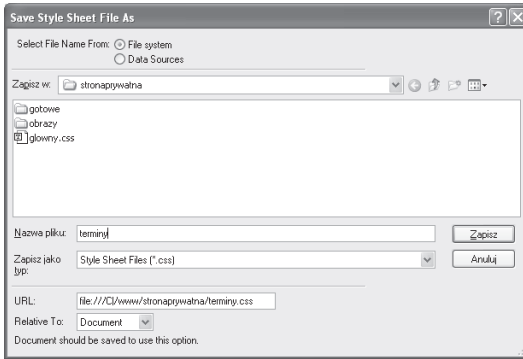 Save Style Sheet File As
Select File Name From: File system
Data Sources
Zapisz w: stronaprywatna
gotowe
obrazy
glowny.css
Nazwa pliku: terminy
Zapisz
Zapisz jako typ: Style Sheet Files (*.css)
Anuluj
URL: file:///C|/www/stronaprywatna/terminy.css
Relative To: Document
Document should be saved to use this option.